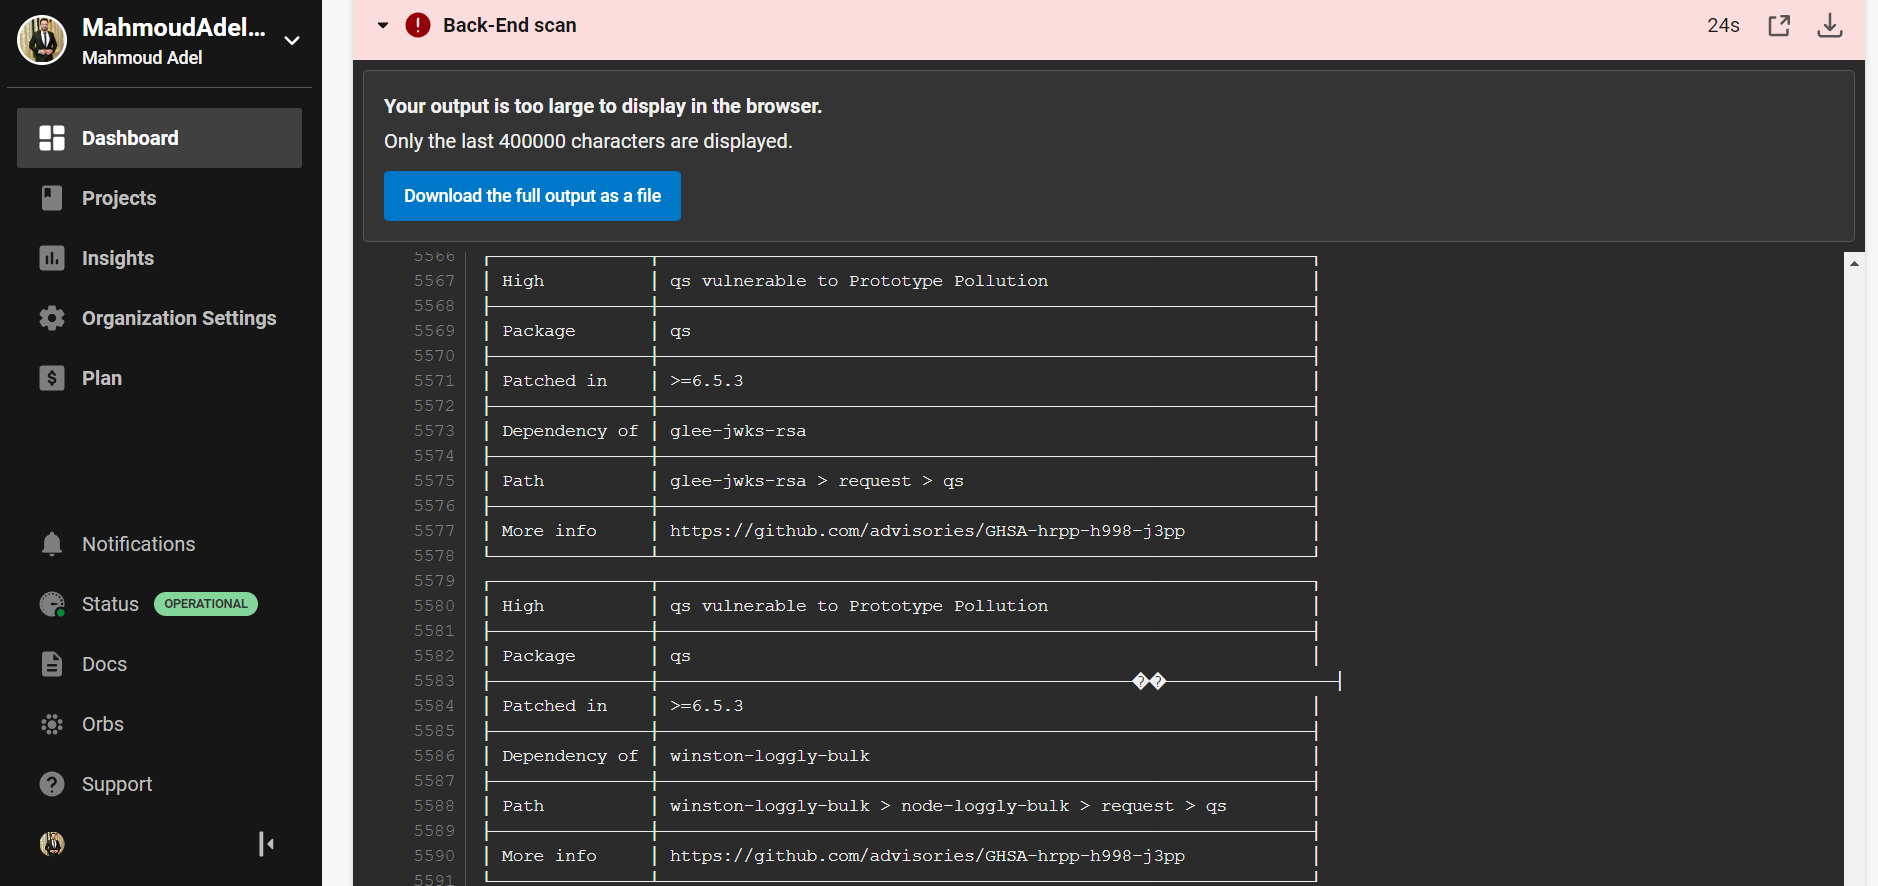 MahmoudAdel...
Mahmoud Adel
Dashboard
Projects
Insights
Organization Settings
Plan
Notifications
Status OPERATIONAL
Docs
Orbs
Support
Back-End scan 24s
Your output is too large to display in the browser.
Only the last 400000 characters are displayed.
Download the full output as a file
5566
5567 High qs vulnerable to Prototype Pollution
5568
5569 Package qs
5570
5571 Patched in >=6.5.3
5572
5573 Dependency of glee-jwks-rsa
5574
5575 Path glee-jwks-rsa > request > qs
5576
5577 More info https://github.com/advisories/GHSA-hrpp-h998-j3pp
5578
5579
5580 High qs vulnerable to Prototype Pollution
5581
5582 Package qs
5583 ��
5584 Patched in >=6.5.3
5585
5586 Dependency of winston-loggly-bulk
5587
5588 Path winston-loggly-bulk > node-loggly-bulk > request > qs
5589
5590 More info https://github.com/advisories/GHSA-hrpp-h998-j3pp
5591